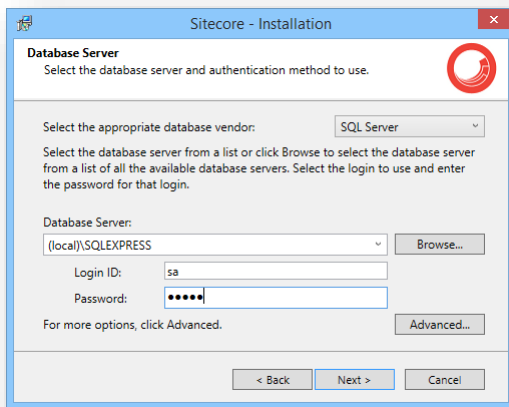 Sitecore - Installation
Database Server
Select the database server and authentication method to use.
Select the appropriate database vendor: SQL Server
Select the database server from a list or click Browse to select the database server
from a list of all the available database servers. Select the login to use and enter
the password for that login.
Database Server:
(local)\SQLEXPRESS Browse...
Login ID: sa
Password: •••••
For more options, click Advanced. Advanced...
< Back Next > Cancel